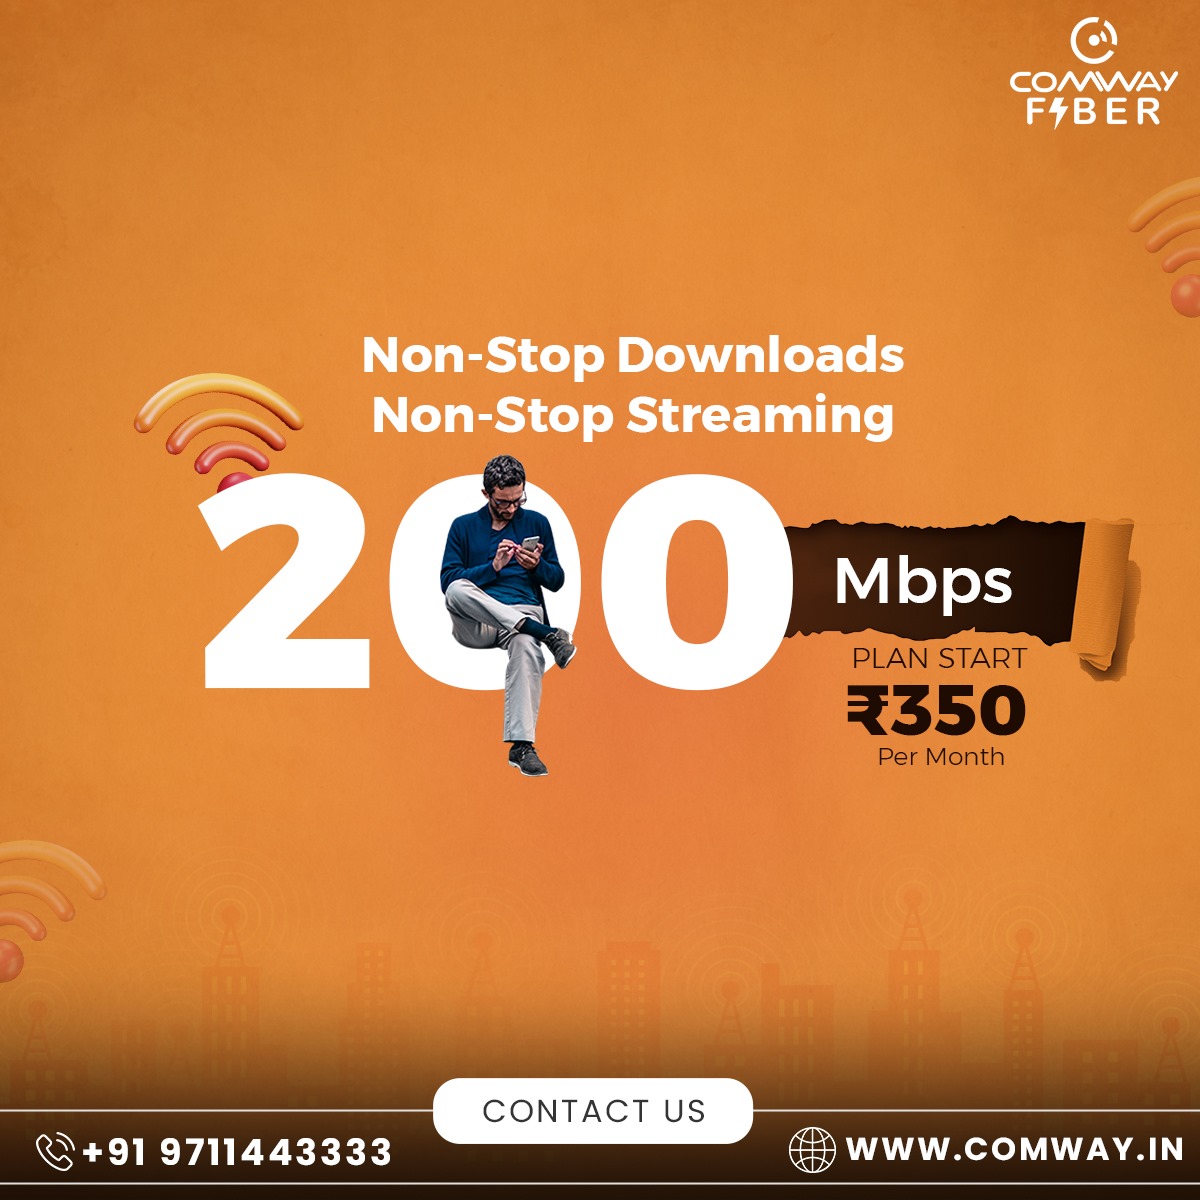 COMWAY
FIBER
Non-Stop Downloads
Non-Stop Streaming
200
Mbps
PLAN START
₹350
Per Month
CONTACT US
+91 9711443333
WWW.COMWAY.IN